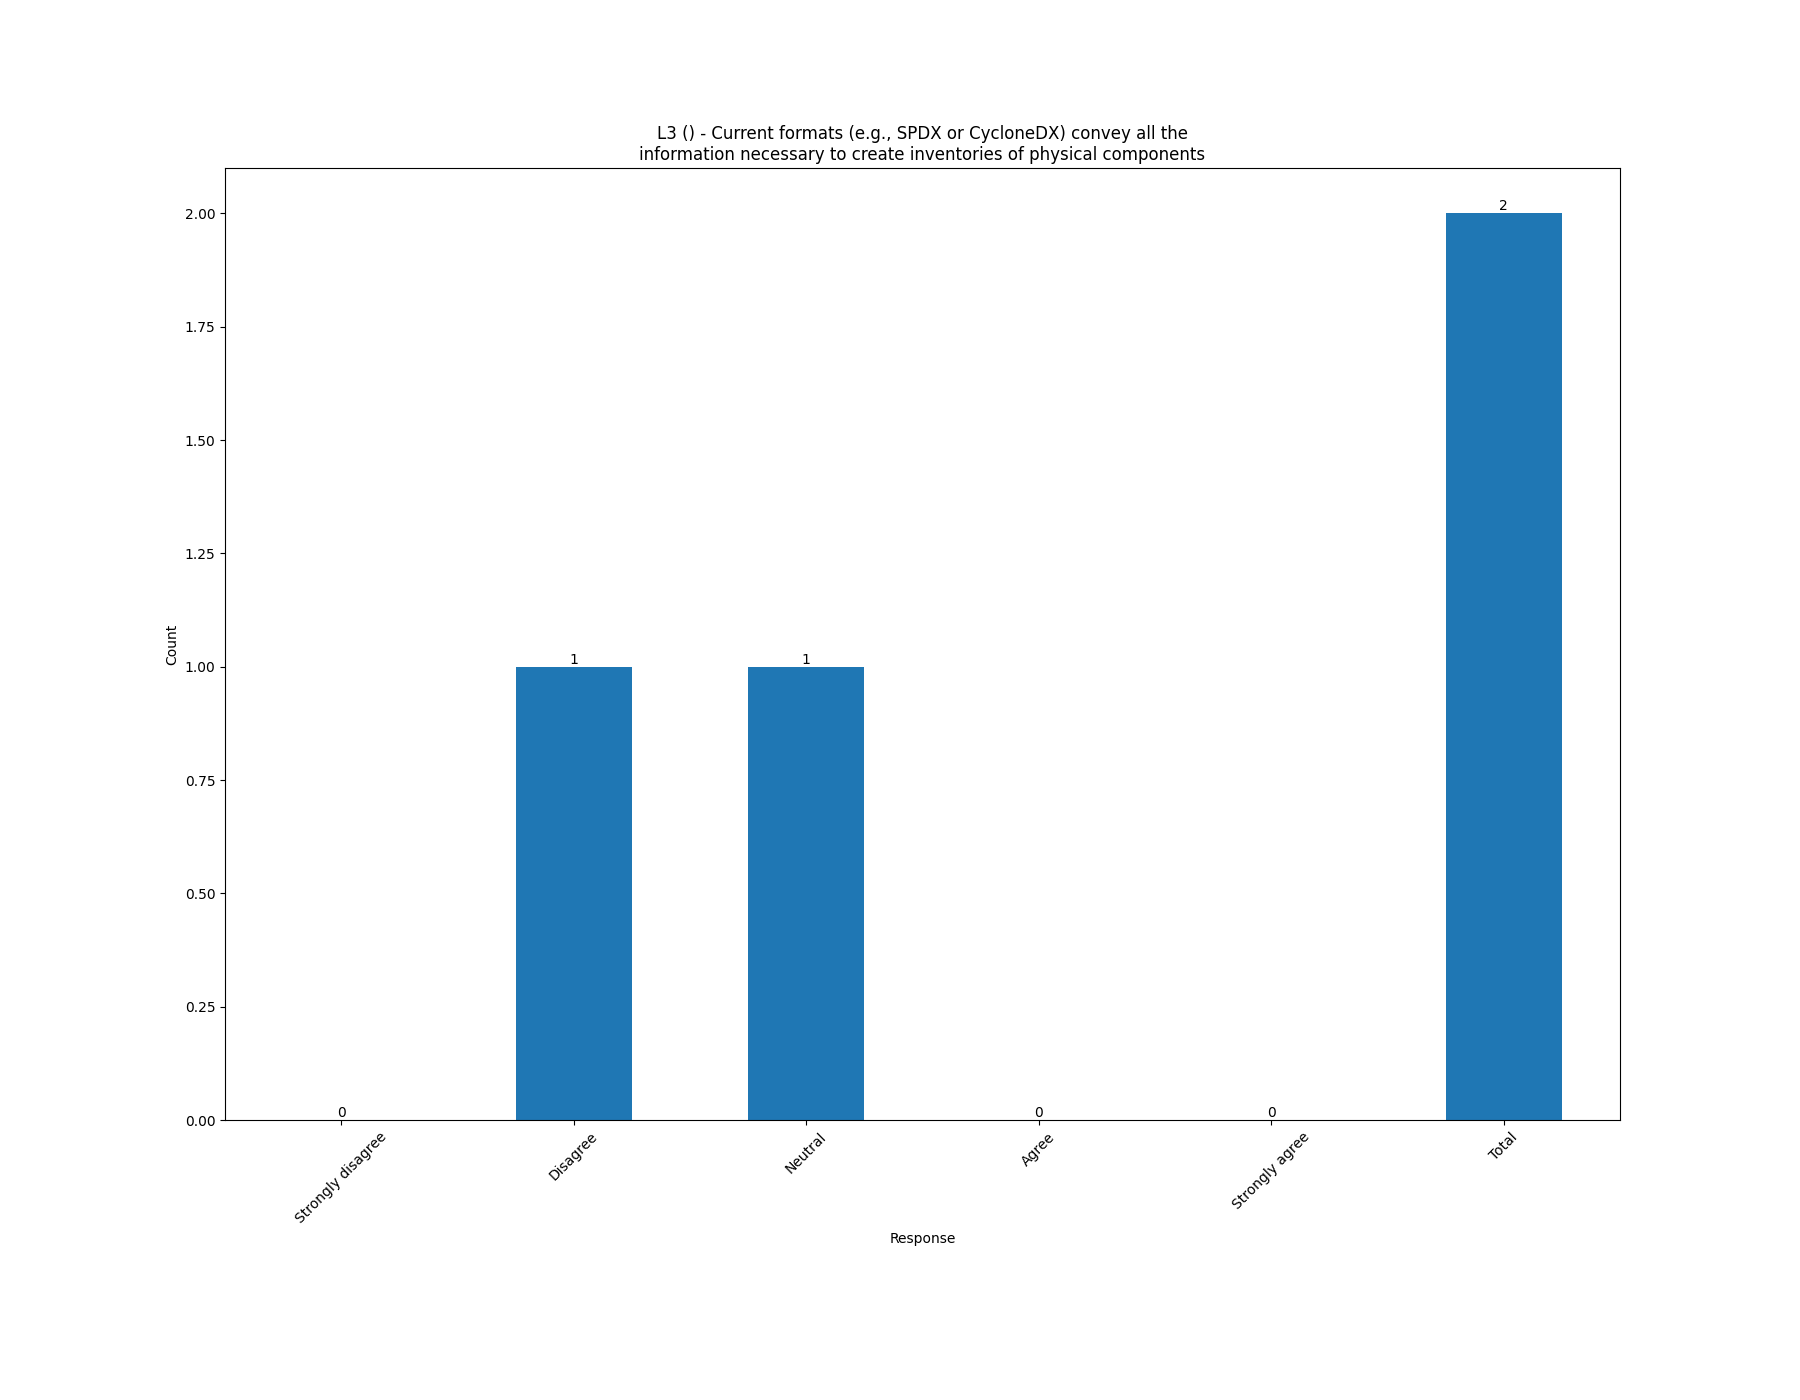 L3 () - Current formats (e.g., SPDX or CycloneDX) convey all the
information necessary to create inventories of physical components
2.00
1.75
1.50
1.25
1.00
0.75
0.50
0.25
0.00
Count
0
1
1
0
0
2
Strongly disagree
Disagree
Neutral
Agree
Strongly agree
Total
Response